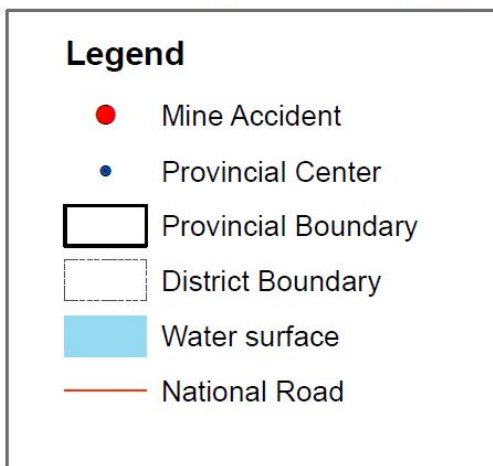 Legend
Mine Accident
Provincial Center
Provincial Boundary
District Boundary
Water surface
National Road